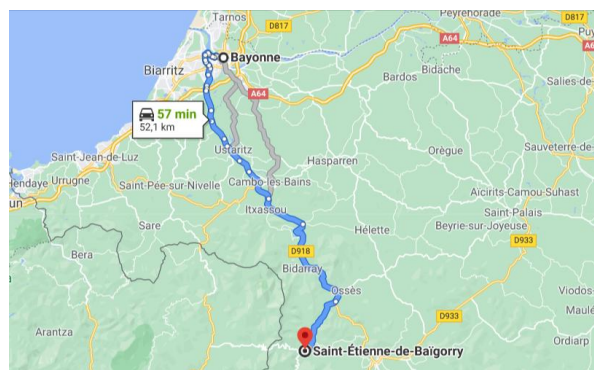 Tarnos
Peyrehorade
D817
D817
Bayonne
A64
Puy
Biarritz
Bidache
Bardos
Salies-de-
A64
57 min
52,1 km
Saint-Jean-de-Luz
Ustaritz
Orègue
Sauveterre-de-
Hasparren
Hendaye
Urrugne
Saint-Pée-sur-Nivelle
Cambo-les-Bains
Aïcirits-Camou-Suhast
un
Itxassou
Saint-Palais
Sare
Hélette
Beyrie-sur-Joyeuse
D933
Bera
D918
Bidarray
Ossès
Viodos-
Maulé
Arantza
D933
Ordiarp
Saint-Étienne-de-Baïgorry